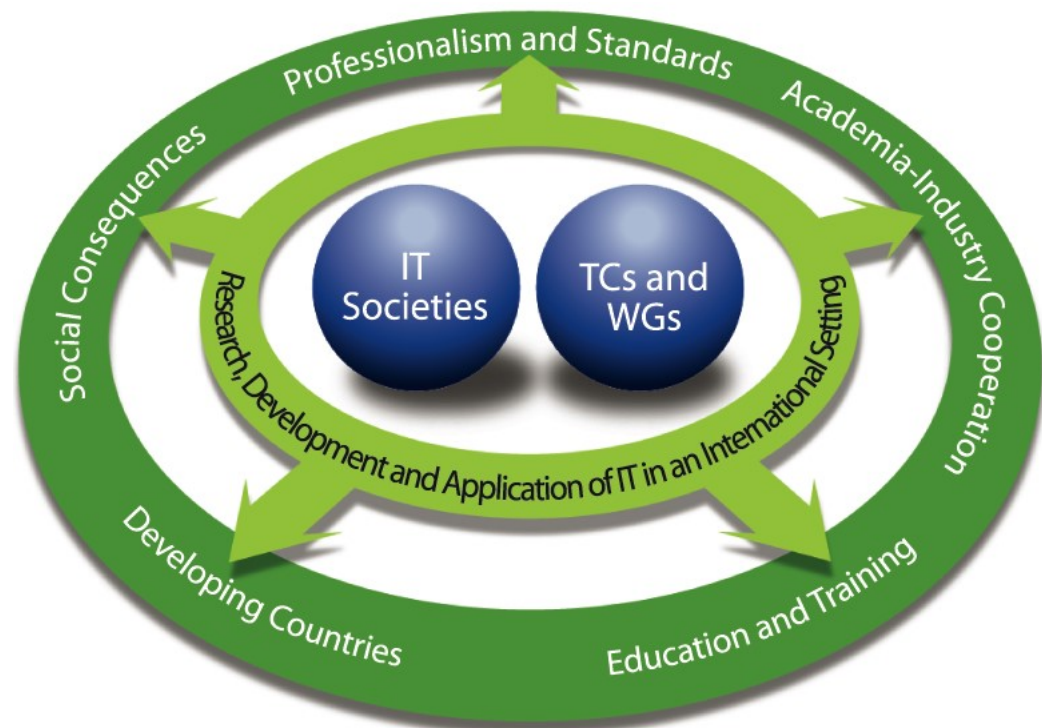 Professionalism and Standards
Academia-Industry Cooperation
Social Consequences
IT
Societies
TCs and
WGs
Research, Development and Application of IT in an International Setting
Developing Countries
Education and Training